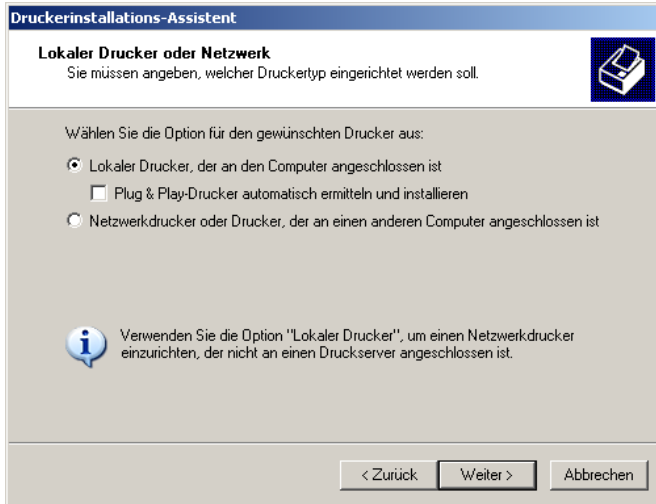 Druckerinstallations-Assistent
Lokaler Drucker oder Netzwerk
Sie müssen angeben, welcher Druckertyp eingerichtet werden soll.
Wählen Sie die Option für den gewünschten Drucker aus:
Lokaler Drucker, der an den Computer angeschlossen ist
Plug & Play-Drucker automatisch ermitteln und installieren
Netzwerkdrucker oder Drucker, der an einen anderen Computer angeschlossen ist
Verwenden Sie die Option "Lokaler Drucker", um einen Netzwerkdrucker
einzurichten, der nicht an einen Druckserver angeschlossen ist.
< Zurück Weiter > Abbrechen